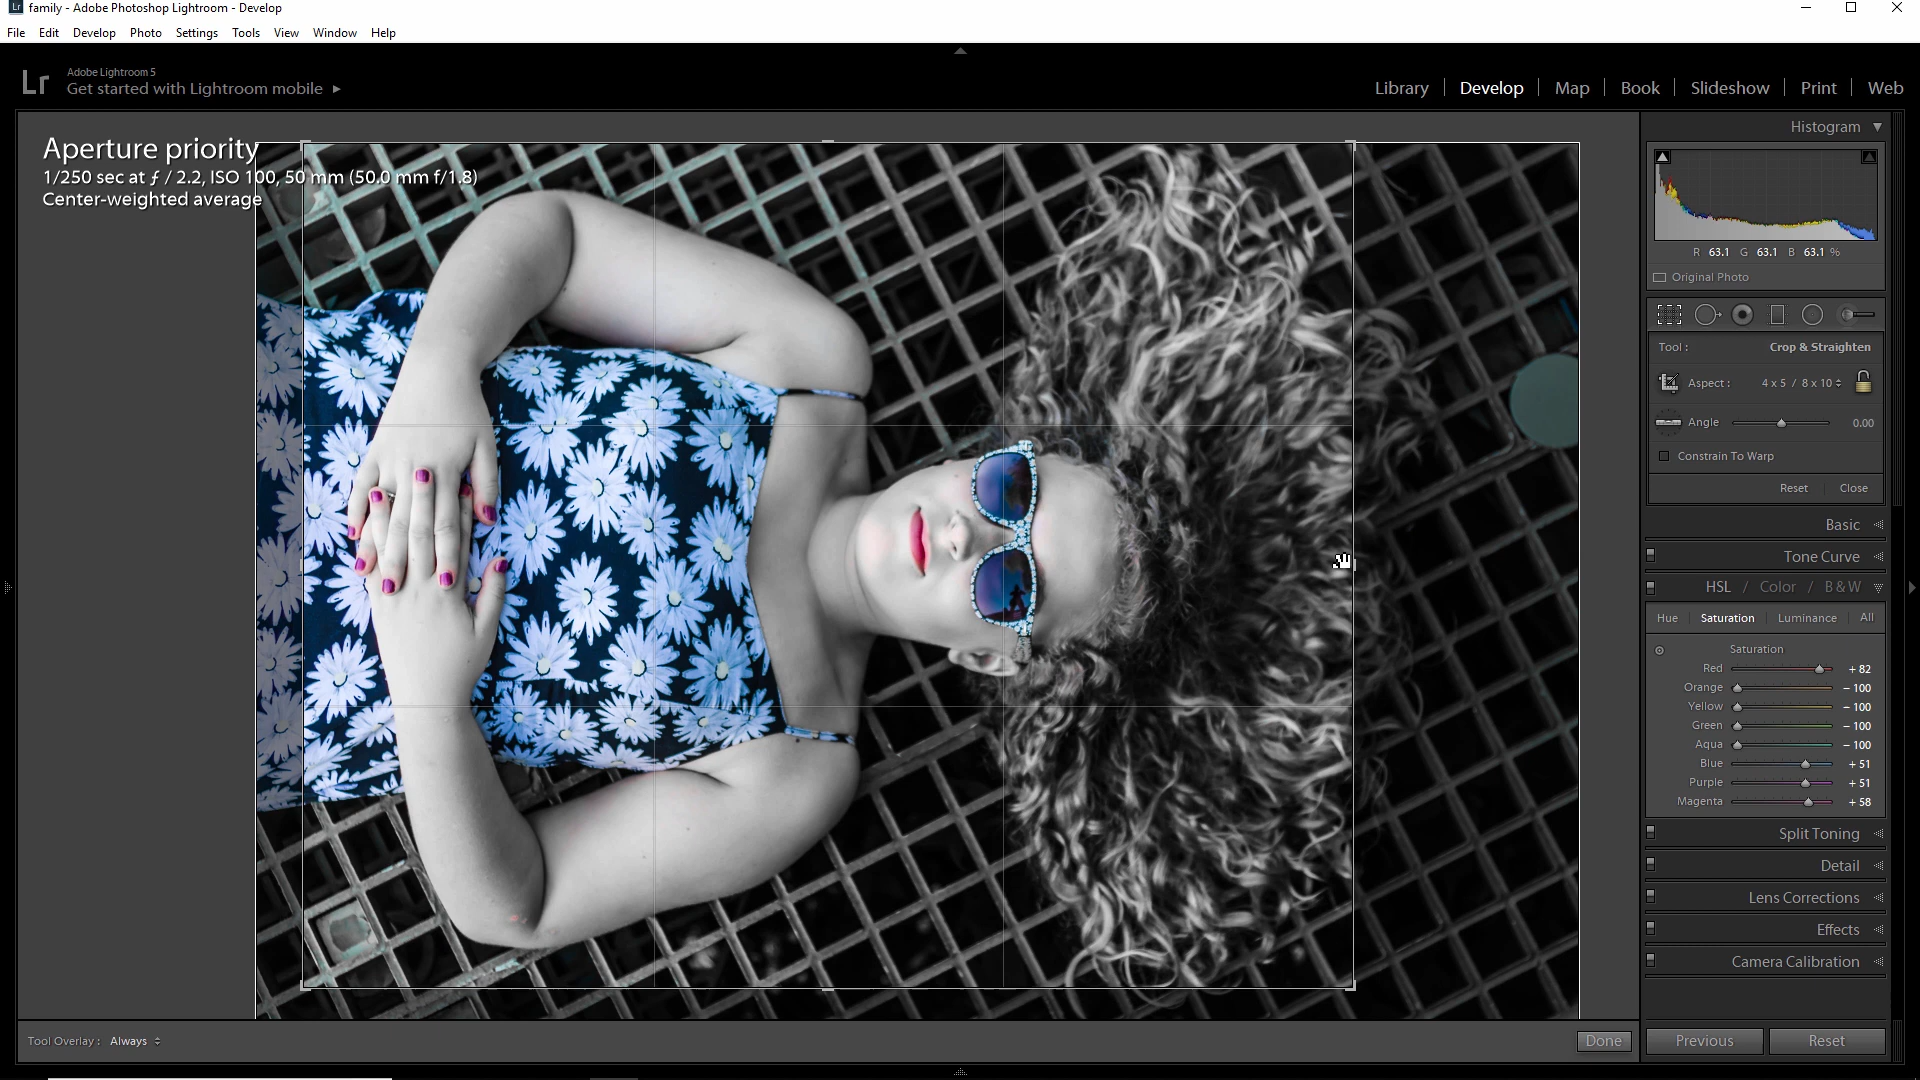 Lr family - Adobe Photoshop Lightroom - Develop
File Edit Develop Photo Settings Tools View Window Help
Lr
Adobe Lightroom 5
Get started with Lightroom mobile
Library Develop Map Book Slideshow Print Web
Aperture priority
1/250 sec at ƒ / 2.2, ISO 100, 50 mm (50.0 mm f/1.8)
Center-weighted average
Histogram
R 63.1 G 63.1 B 63.1 %
Original Photo
Tool : Crop & Straighten
Aspect : 4 x 5 / 8 x 10
Angle 0.00
Constrain To Warp
Reset Close
Basic
Tone Curve
HSL / Color / B & W
Hue Saturation Luminance All
Saturation
Red + 82
Orange - 100
Yellow - 100
Green - 100
Aqua - 100
Blue + 51
Purple + 51
Magenta + 58
Split Toning
Detail
Lens Corrections
Effects
Camera Calibration
Tool Overlay : Always Done Previous Reset